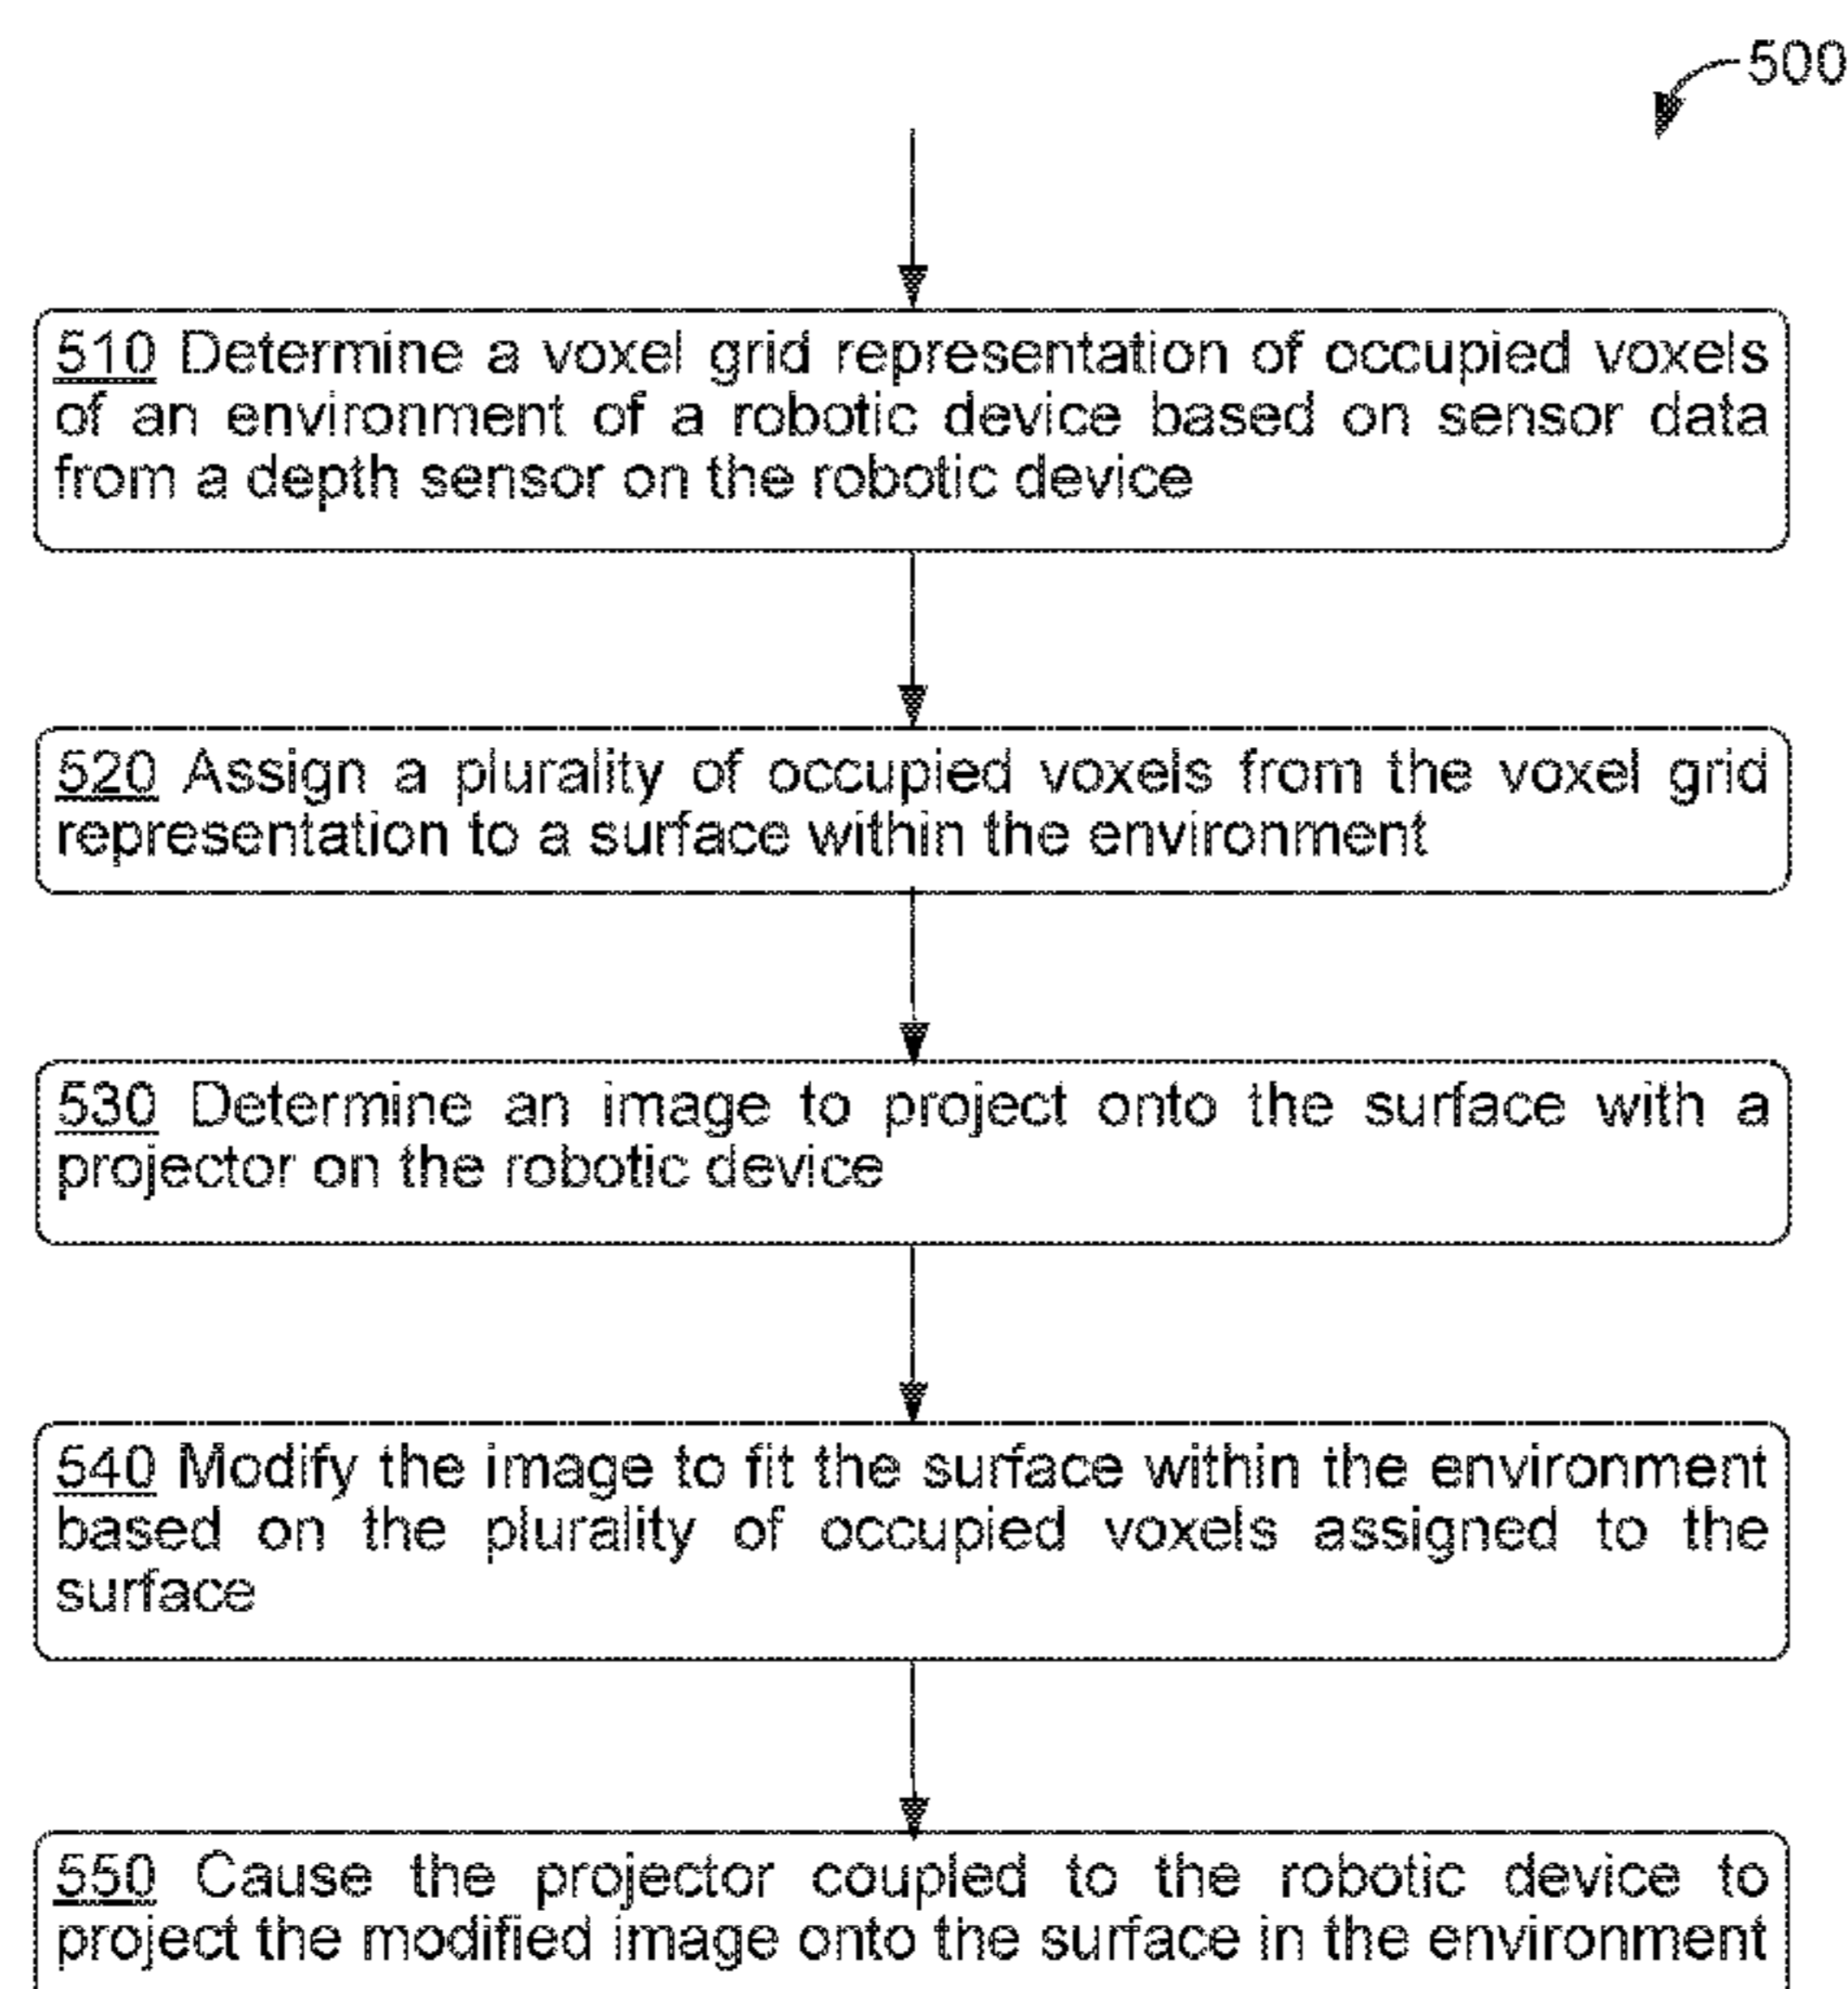 500
510 Determine a voxel grid representation of occupied voxels
of an environment of a robotic device based on sensor data
from a depth sensor on the robotic device
520 Assign a plurality of occupied voxels from the voxel grid
representation to a surface within the environment
530 Determine an image to project onto the surface with a
projector on the robotic device
540 Modify the image to fit the surface within the environment
based on the plurality of occupied voxels assigned to the
surface
550 Cause the projector coupled to the robotic device to
project the modified image onto the surface in the environment